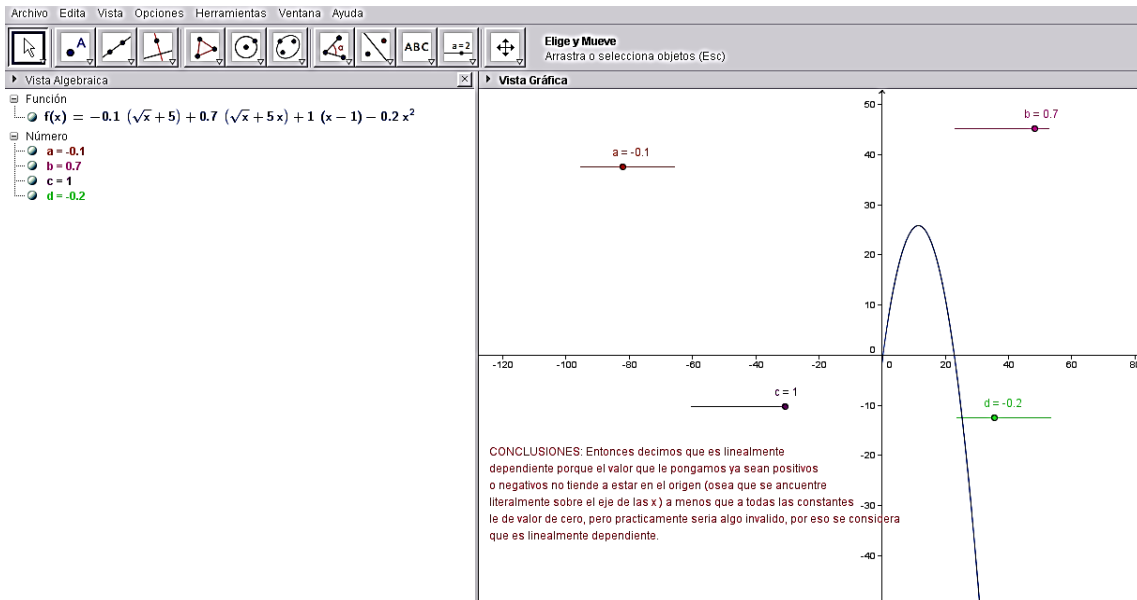 Archivo Edita Vista Opciones Herramientas Ventana Ayuda
A
α
ABC
a=2
Elige y Mueve
Arrastra o selecciona objetos (Esc)
Vista Algebraica
Función
f(x) = -0.1 (√x + 5) + 0.7 (√x + 5 x) + 1 (x - 1) - 0.2 x²
Número
a = -0.1
b = 0.7
c = 1
d = -0.2
Vista Gráfica
50
b = 0.7
a = -0.1
40
30
20
10
0
-120 -100 -80 -60 -40 -20 0 20 40 60 80
c = 1
-10
d = -0.2
CONCLUSIONES: Entonces decimos que es linealmente
dependiente porque el valor que le pongamos ya sean positivos
o negativos no tiende a estar en el origen (osea que se ancuentre
literalmente sobre el eje de las x ) a menos que a todas las constantes
le de valor de cero, pero practicamente seria algo invalido, por eso se considera
que es linealmente dependiente.
-20
-30
-40